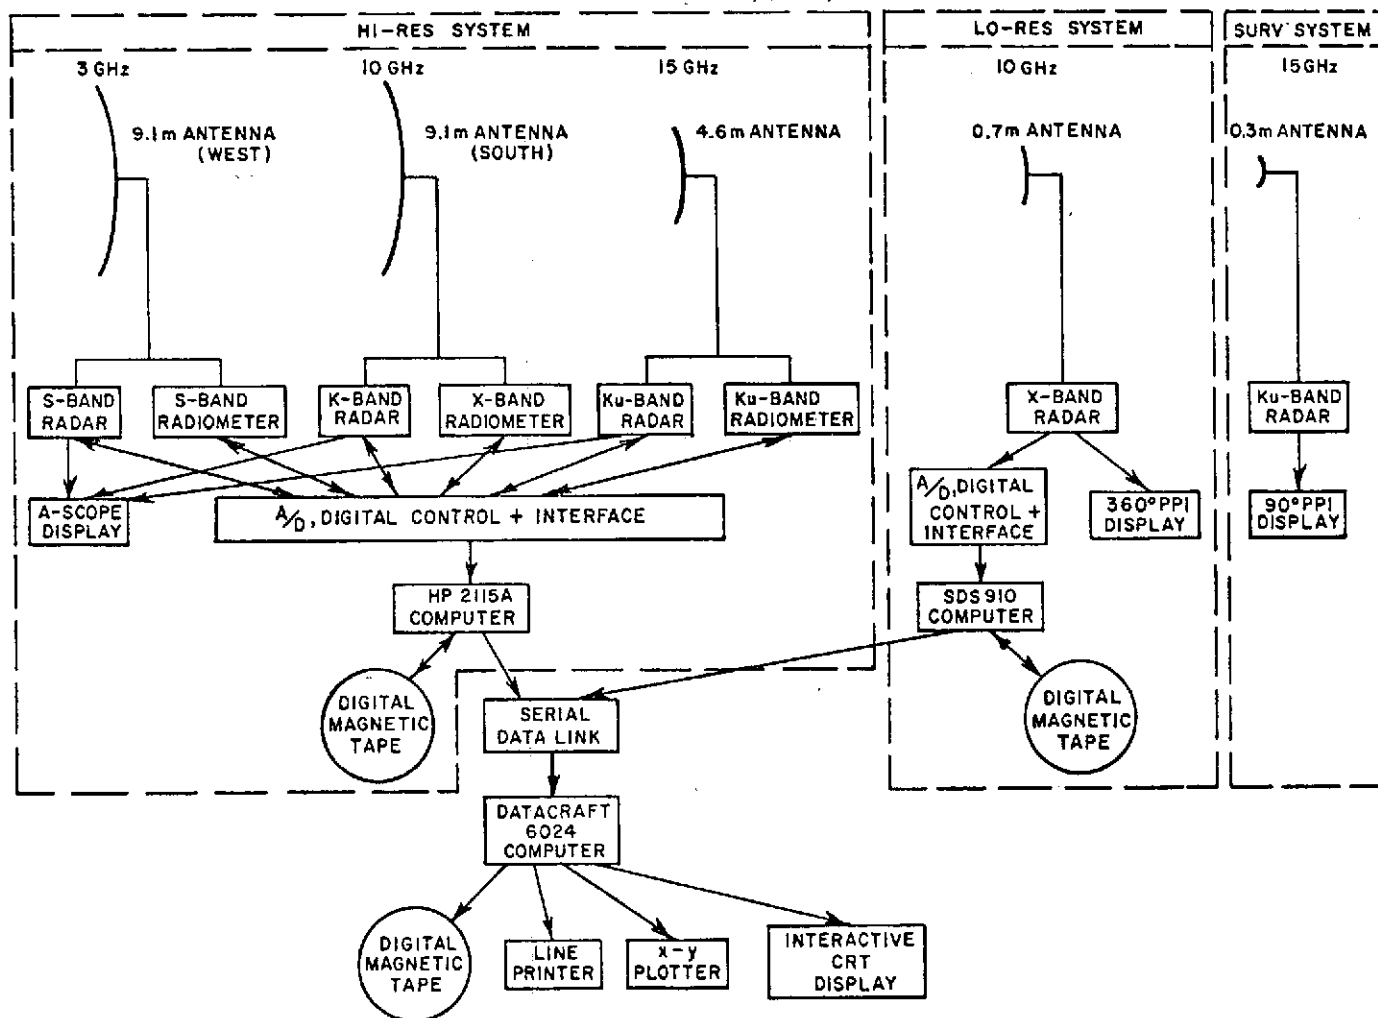 HI-RES SYSTEM
LO-RES SYSTEM
SURV SYSTEM
3 GHz
10 GHz
15 GHz
10 GHz
15 GHz
9.1m ANTENNA
(WEST)
9.1m ANTENNA
(SOUTH)
4.6m ANTENNA
0.7m ANTENNA
0.3m ANTENNA
S-BAND
RADAR
S-BAND
RADIOMETER
K-BAND
RADAR
X-BAND
RADIOMETER
Ku-BAND
RADAR
Ku-BAND
RADIOMETER
X-BAND
RADAR
Ku-BAND
RADAR
A-SCOPE
DISPLAY
A/D, DIGITAL CONTROL + INTERFACE
A/D, DIGITAL
CONTROL +
INTERFACE
360° PPI
DISPLAY
90° PPI
DISPLAY
HP 2115A
COMPUTER
SDS 910
COMPUTER
DIGITAL
MAGNETIC
TAPE
SERIAL
DATA LINK
DIGITAL
MAGNETIC
TAPE
DATACRAFT
6024
COMPUTER
DIGITAL
MAGNETIC
TAPE
LINE
PRINTER
x-y
PLOTTER
INTERACTIVE
CRT
DISPLAY